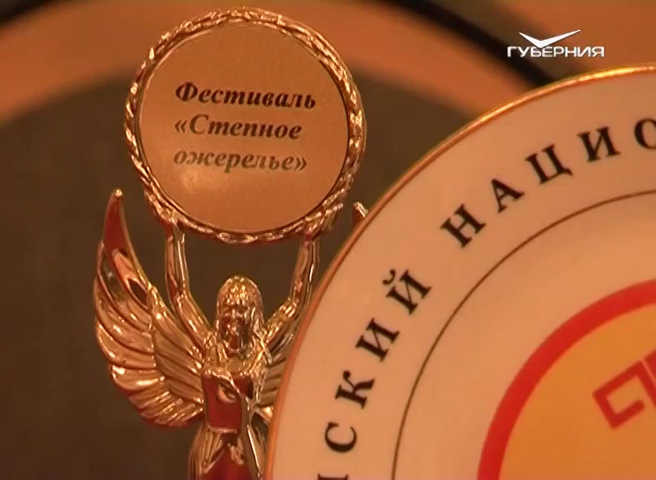 ГУБЕРНИЯ
Фестиваль
«Степное
ожерелье»
СКИЙ НАЦИО